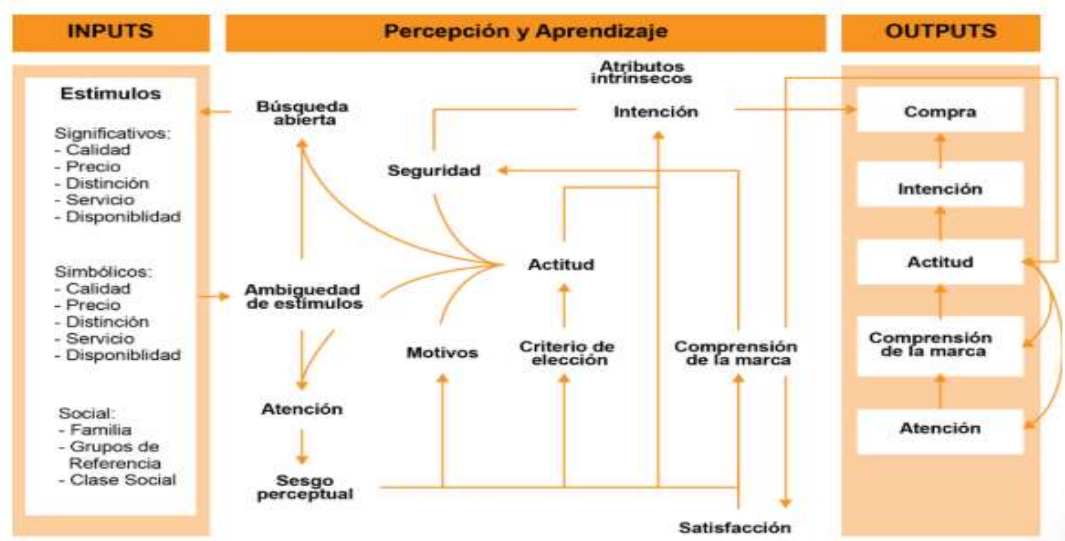 INPUTS
Percepción y Aprendizaje
OUTPUTS
Estímulos
Significativos:
- Calidad
- Precio
- Distinción
- Servicio
- Disponiblidad
Simbólicos:
- Calidad
- Precio
- Distinción
- Servicio
- Disponiblidad
Social:
- Familia
- Grupos de
Referencia
- Clase Social
Búsqueda
abierta
Ambiguedad
de estímulos
Atención
Sesgo
perceptual
Seguridad
Motivos
Atributos
intrínsecos
Intención
Actitud
Criterio de
elección
Comprensión
de la marca
Satisfacción
Compra
Intención
Actitud
Comprensión
de la marca
Atención